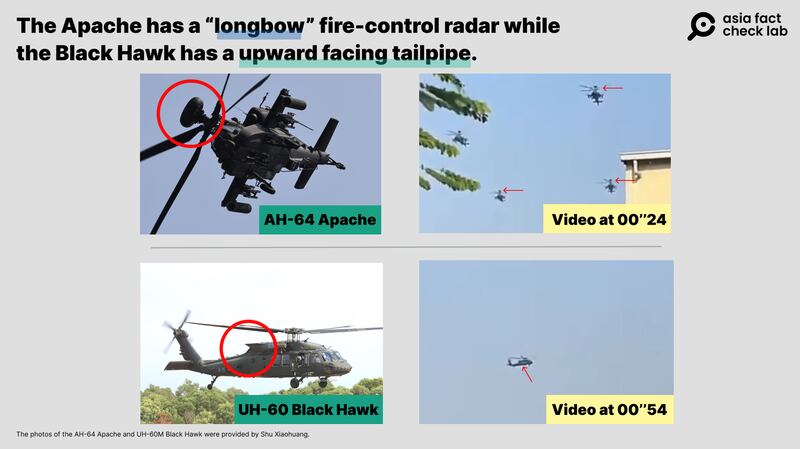 The Apache has a “longbow” fire-control radar while
the Black Hawk has a upward facing tailpipe.
asia fact
check lab
AH-64 Apache
Video at 00’’24
UH-60 Black Hawk
Video at 00’’54
The photos of the AH-64 Apache and UH-60M Black Hawk were provided by Shu Xiaohuang.